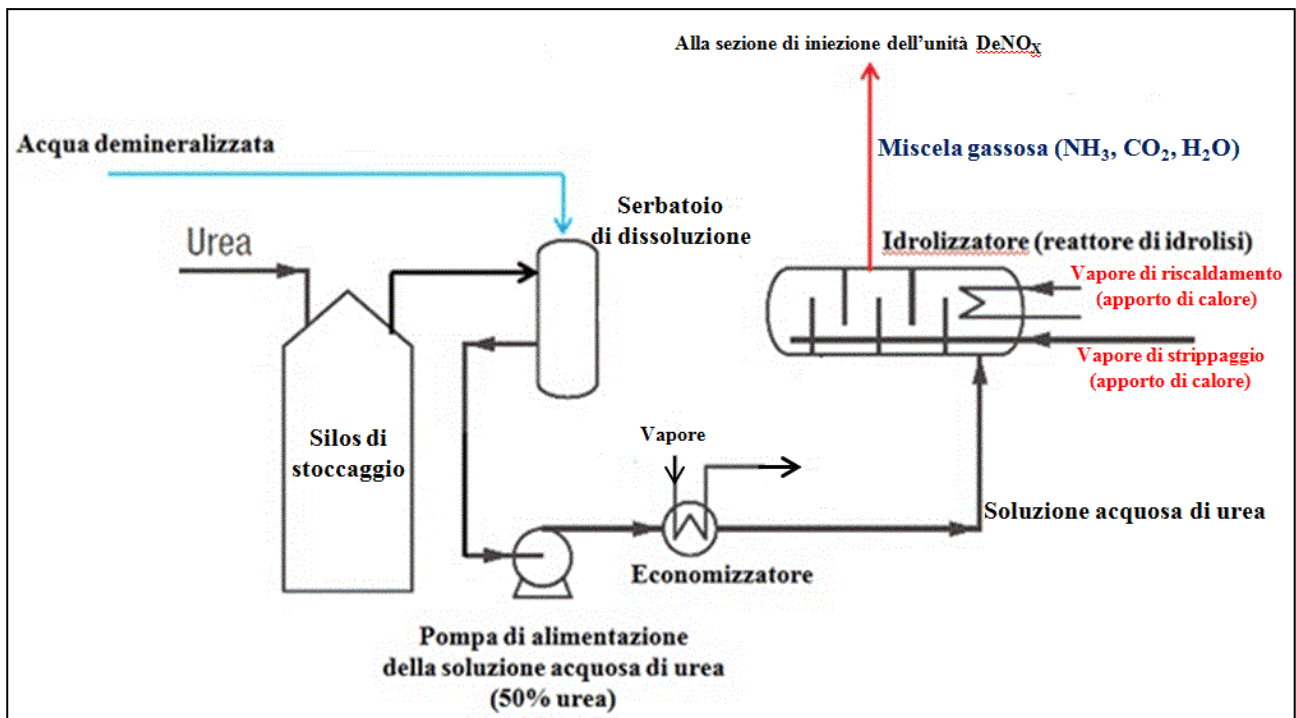 Alla sezione di iniezione dell'unità DeNOX
Acqua demineralizzata
Miscela gassosa (NH3, CO2, H2O)
Serbatoio
di dissoluzione
Urea
Idrolizzatore (reattore di idrolisi)
Vapore di riscaldamento
(apporto di calore)
Vapore di strippaggio
(apporto di calore)
Silos di
stoccaggio
Vapore
Soluzione acquosa di urea
Economizzatore
Pompa di alimentazione
della soluzione acquosa di urea
(50% urea)